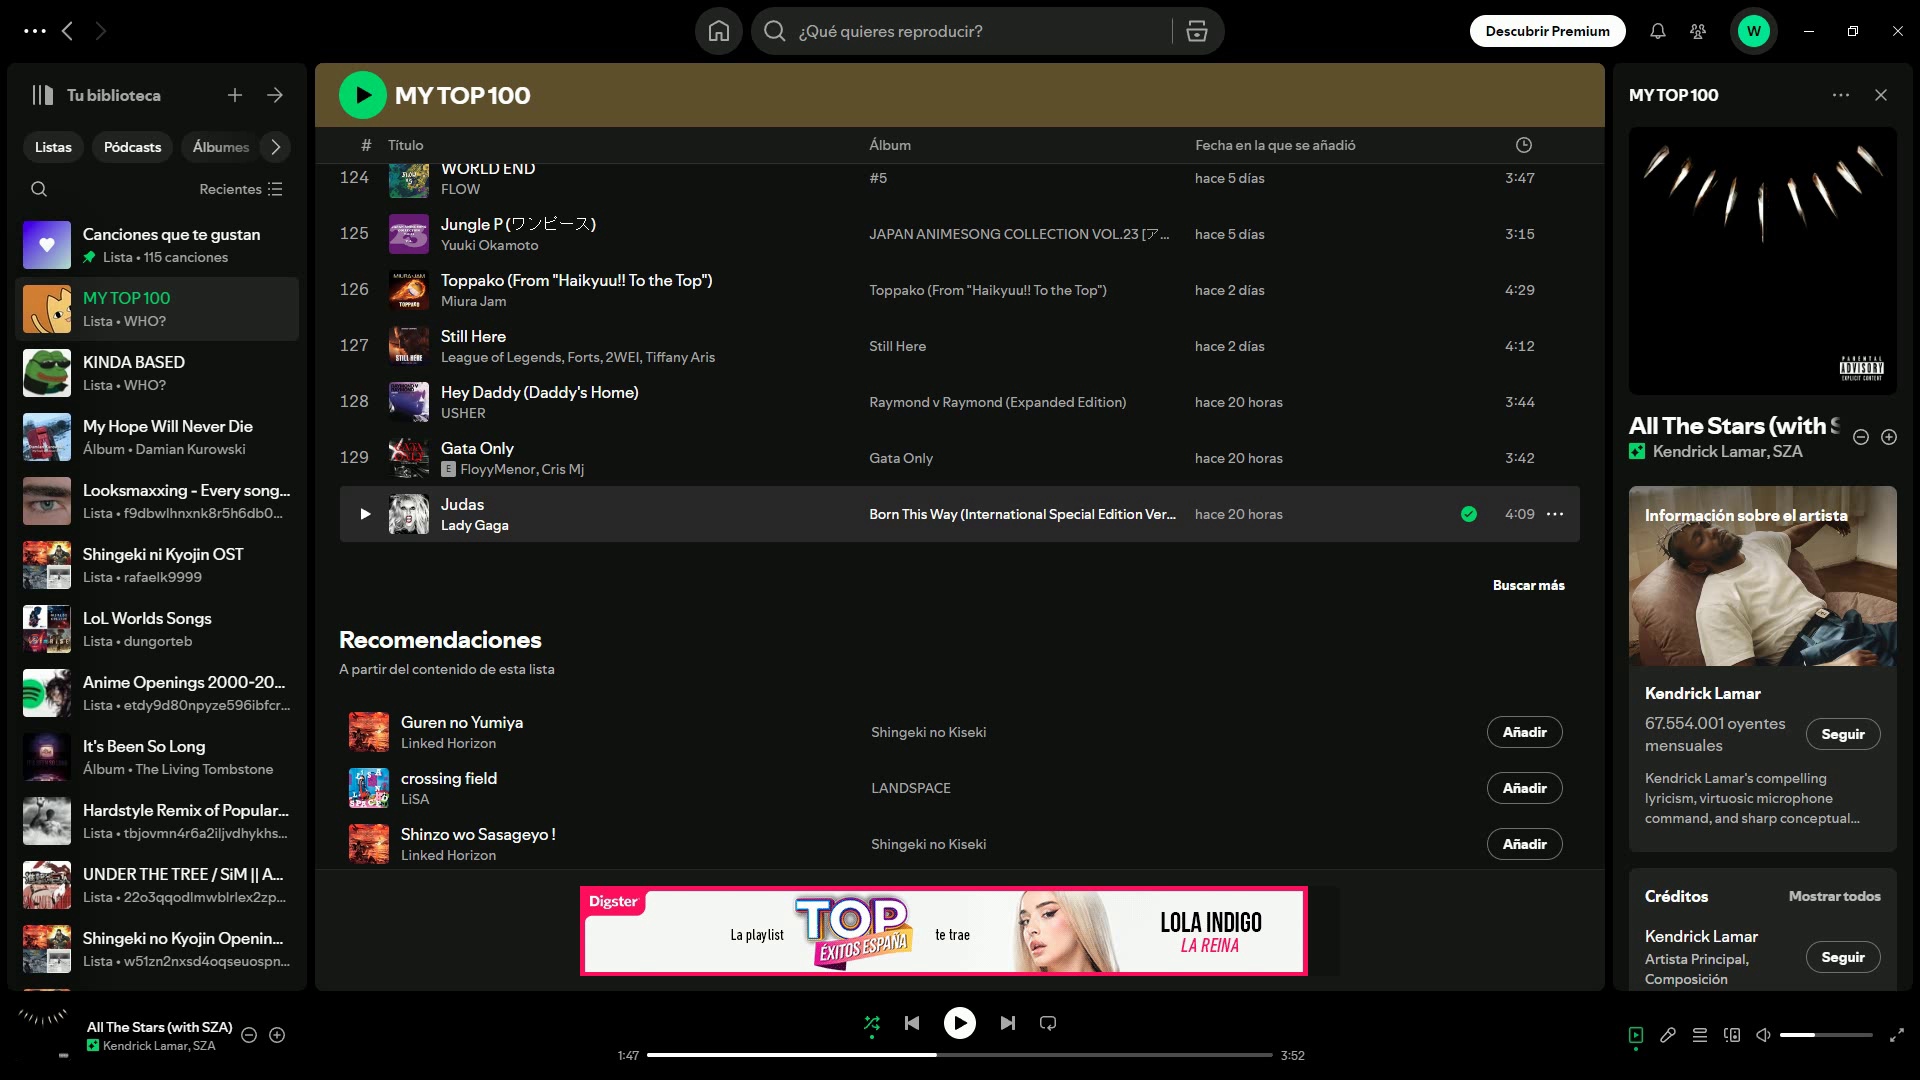 ¿Qué quieres reproducir?
Descubrir Premium
W
Tu biblioteca
Listas
Pódcasts
Álbumes
Recientes
Canciones que te gustan
Lista • 115 canciones
MY TOP 100
Lista • WHO?
KINDA BASED
Lista • WHO?
My Hope Will Never Die
Álbum • Damian Kurowski
Looksmaxxing - Every song...
Lista • f9dbwlhnxnk8r5h6db0...
Shingeki ni Kyojin OST
Lista • rafaelk9999
LoL Worlds Songs
Lista • dungorteb
Anime Openings 2000-20...
Lista • etdy9d80npyze596ibfcr...
It's Been So Long
Álbum • The Living Tombstone
Hardstyle Remix of Popular...
Lista • tbjovmn4r6a2iljvdhykhs...
UNDER THE TREE / SiM || A...
Lista • 22o3qqodlmwblrlex2zp...
Shingeki no Kyojin Openin...
Lista • w51zn2nxsd4oqseuospn...
MY TOP 100
# Título Álbum Fecha en la que se añadió
124 WORLD END FLOW #5 hace 5 días 3:47
125 Jungle P (ワンピース) Yuuki Okamoto JAPAN ANIMESONG COLLECTION VOL.23 [ア... hace 5 días 3:15
126 Toppako (From "Haikyuu!! To the Top") Miura Jam Toppako (From "Haikyuu!! To the Top") hace 2 días 4:29
127 Still Here League of Legends, Forts, 2WEI, Tiffany Aris Still Here hace 2 días 4:12
128 Hey Daddy (Daddy's Home) USHER Raymond v Raymond (Expanded Edition) hace 20 horas 3:44
129 Gata Only E FloyyMenor, Cris Mj Gata Only hace 20 horas 3:42
Judas Lady Gaga Born This Way (International Special Edition Ver... hace 20 horas 4:09
Buscar más
Recomendaciones
A partir del contenido de esta lista
Guren no Yumiya Linked Horizon Shingeki no Kiseki Añadir
crossing field LiSA LANDSPACE Añadir
Shinzo wo Sasageyo ! Linked Horizon Shingeki no Kiseki Añadir
Digster
La playlist TOP ÉXITOS ESPAÑA te trae
LOLA INDIGO
LA REINA
MY TOP 100
PARENTAL
ADVISORY
EXPLICIT CONTENT
All The Stars (with S
Kendrick Lamar, SZA
Información sobre el artista
Kendrick Lamar
67.554.001 oyentes
mensuales
Seguir
Kendrick Lamar's compelling
lyricism, virtuosic microphone
command, and sharp conceptual...
Créditos
Mostrar todos
Kendrick Lamar
Artista Principal,
Composición
Seguir
All The Stars (with SZA)
Kendrick Lamar, SZA
1:47
3:52